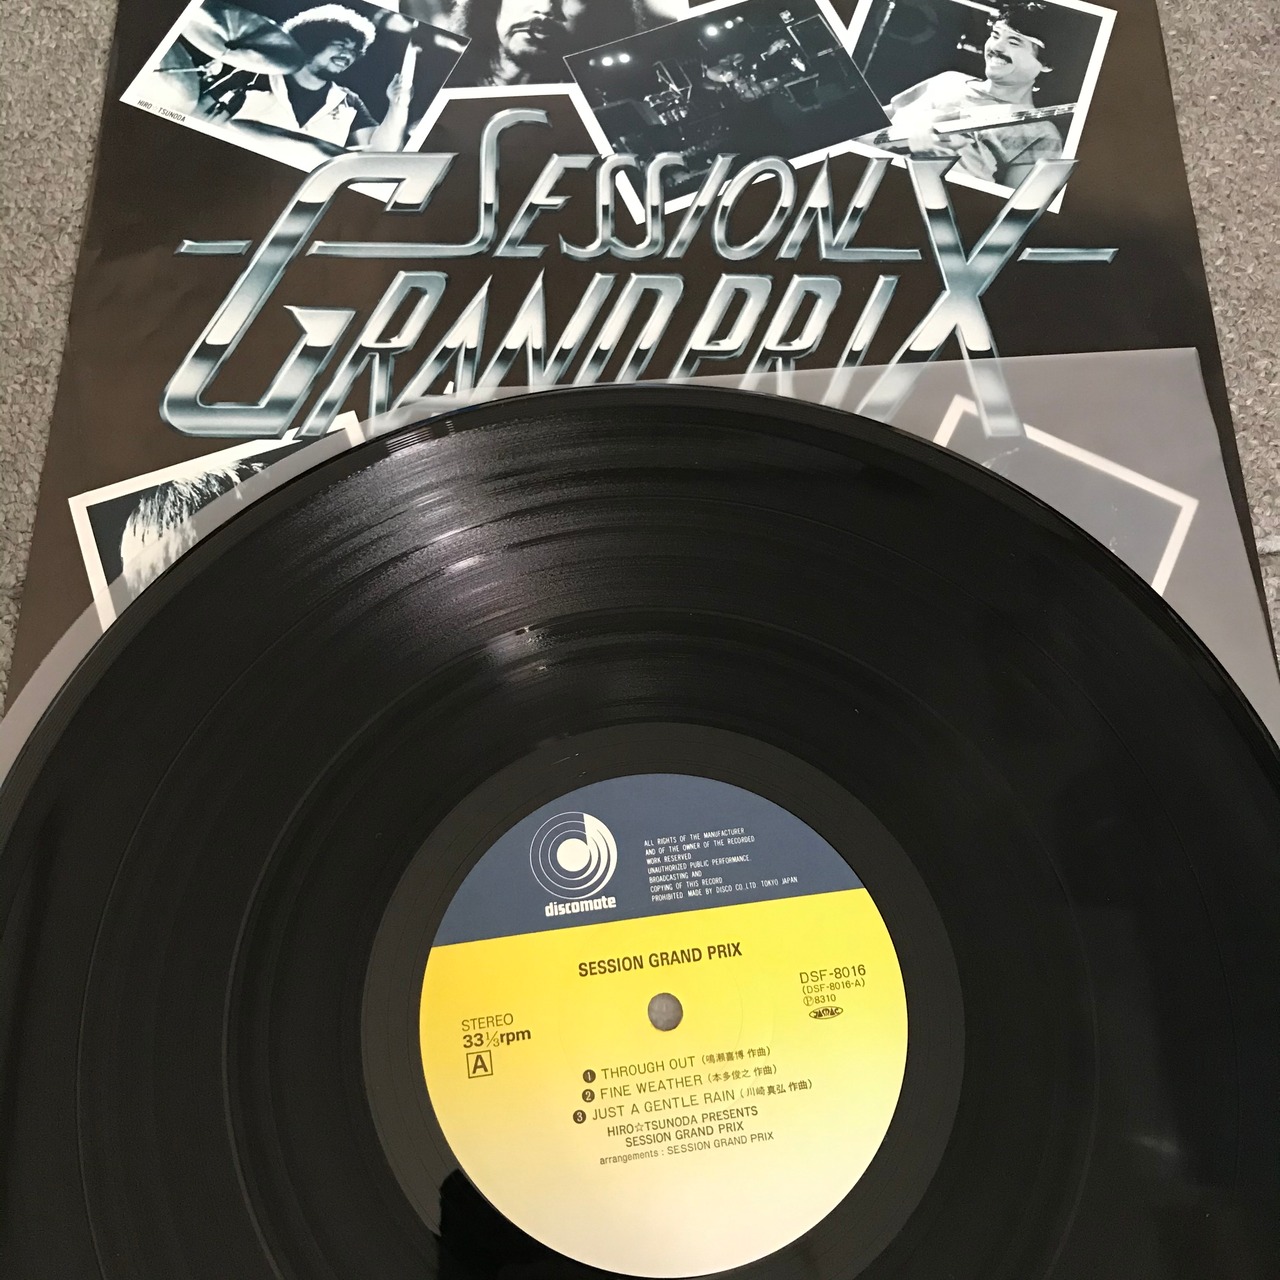 HIRO☆TSUNODA
SESSION
GRAND PRIX
discomate
ALL RIGHTS OF THE MANUFACTURER
AND OF THE OWNER OF THE RECORDED
WORK RESERVED.
UNAUTHORIZED PUBLIC PERFORMANCE.
BROADCASTING AND
COPYING OF THIS RECORD
PROHIBITED MADE BY DISCO CO.,LTD. TOKYO JAPAN
SESSION GRAND PRIX
DSF-8016
(DSF-8016-A)
Ⓟ8310
JASRAC
STEREO
33⅓rpm
A
❶ THROUGH OUT (鳴瀬喜博 作曲)
❷ FINE WEATHER (本多俊之 作曲)
❸ JUST A GENTLE RAIN (川崎真弘 作曲)
HIRO☆TSUNODA PRESENTS
SESSION GRAND PRIX
arrangements : SESSION GRAND PRIX